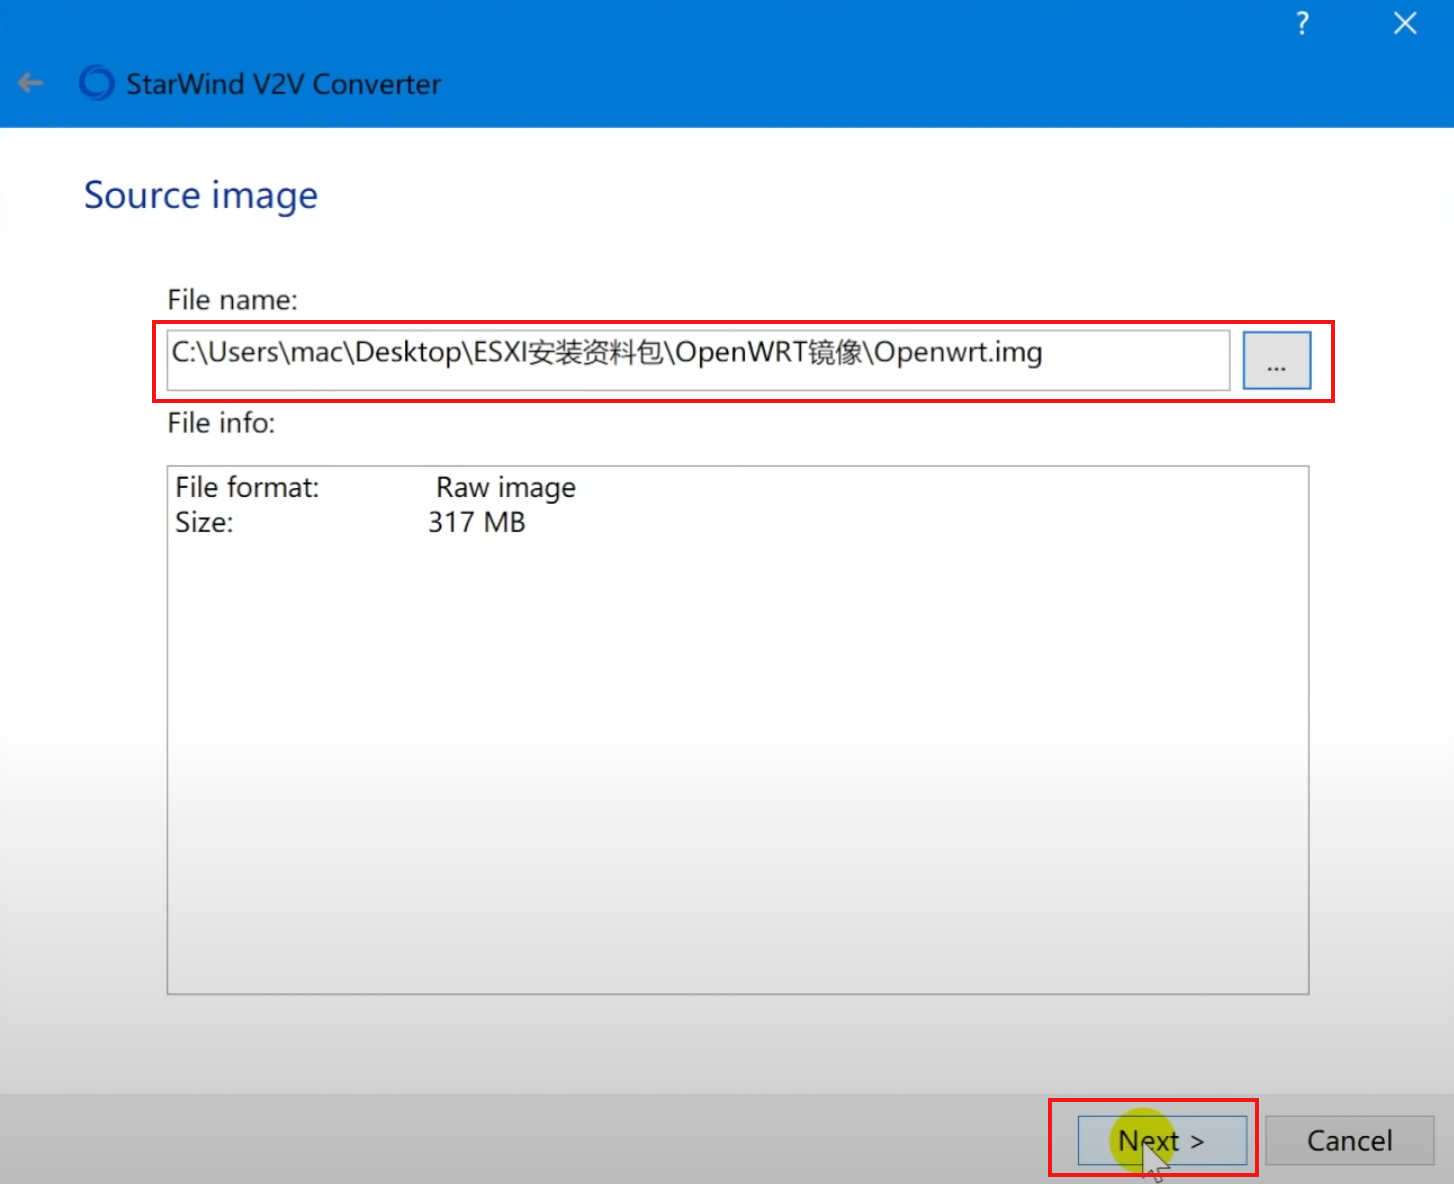 ?
StarWind V2V Converter
Source image
File name:
C:\Users\mac\Desktop\ESXI安装资料包\OpenWRT镜像\Openwrt.img
...
File info:
File format: Raw image
Size: 317 MB
Next >
Cancel